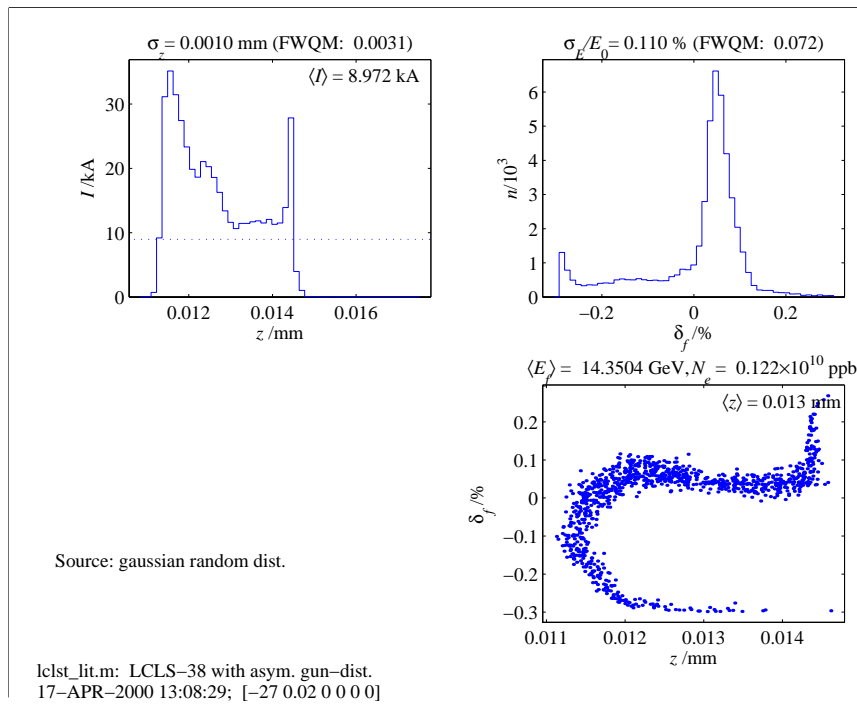 σz = 0.0010 mm (FWQM: 0.0031)
⟨I⟩ = 8.972 kA
I /kA
30
20
10
0
0.012 0.014 0.016
z /mm
σE/E0 = 0.110 % (FWQM: 0.072)
n/10^3
6
5
4
3
2
1
0
−0.2 0 0.2
δf /%
⟨Ef⟩ = 14.3504 GeV, Ne = 0.122×10^10 ppb
⟨z⟩ = 0.013 mm
δf /%
0.2
0.1
0
−0.1
−0.2
−0.3
0.011 0.012 0.013 0.014
z /mm
Source: gaussian random dist.
lclst_lit.m: LCLS−38 with asym. gun−dist.
17−APR−2000 13:08:29; [−27 0.02 0 0 0 0]